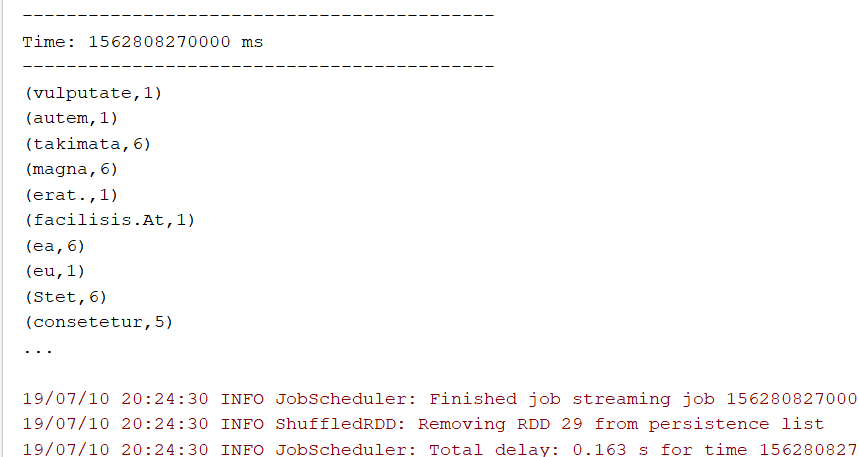 -------------------------------------------
Time: 1562808270000 ms
-------------------------------------------
(vulputate,1)
(autem,1)
(takimata,6)
(magna,6)
(erat.,1)
(facilisis.At,1)
(ea,6)
(eu,1)
(Stet,6)
(consetetur,5)
...
19/07/10 20:24:30 INFO JobScheduler: Finished job streaming job 156280827000
19/07/10 20:24:30 INFO ShuffledRDD: Removing RDD 29 from persistence list
19/07/10 20:24:30 INFO JobScheduler: Total delay: 0.163 s for time 156280827